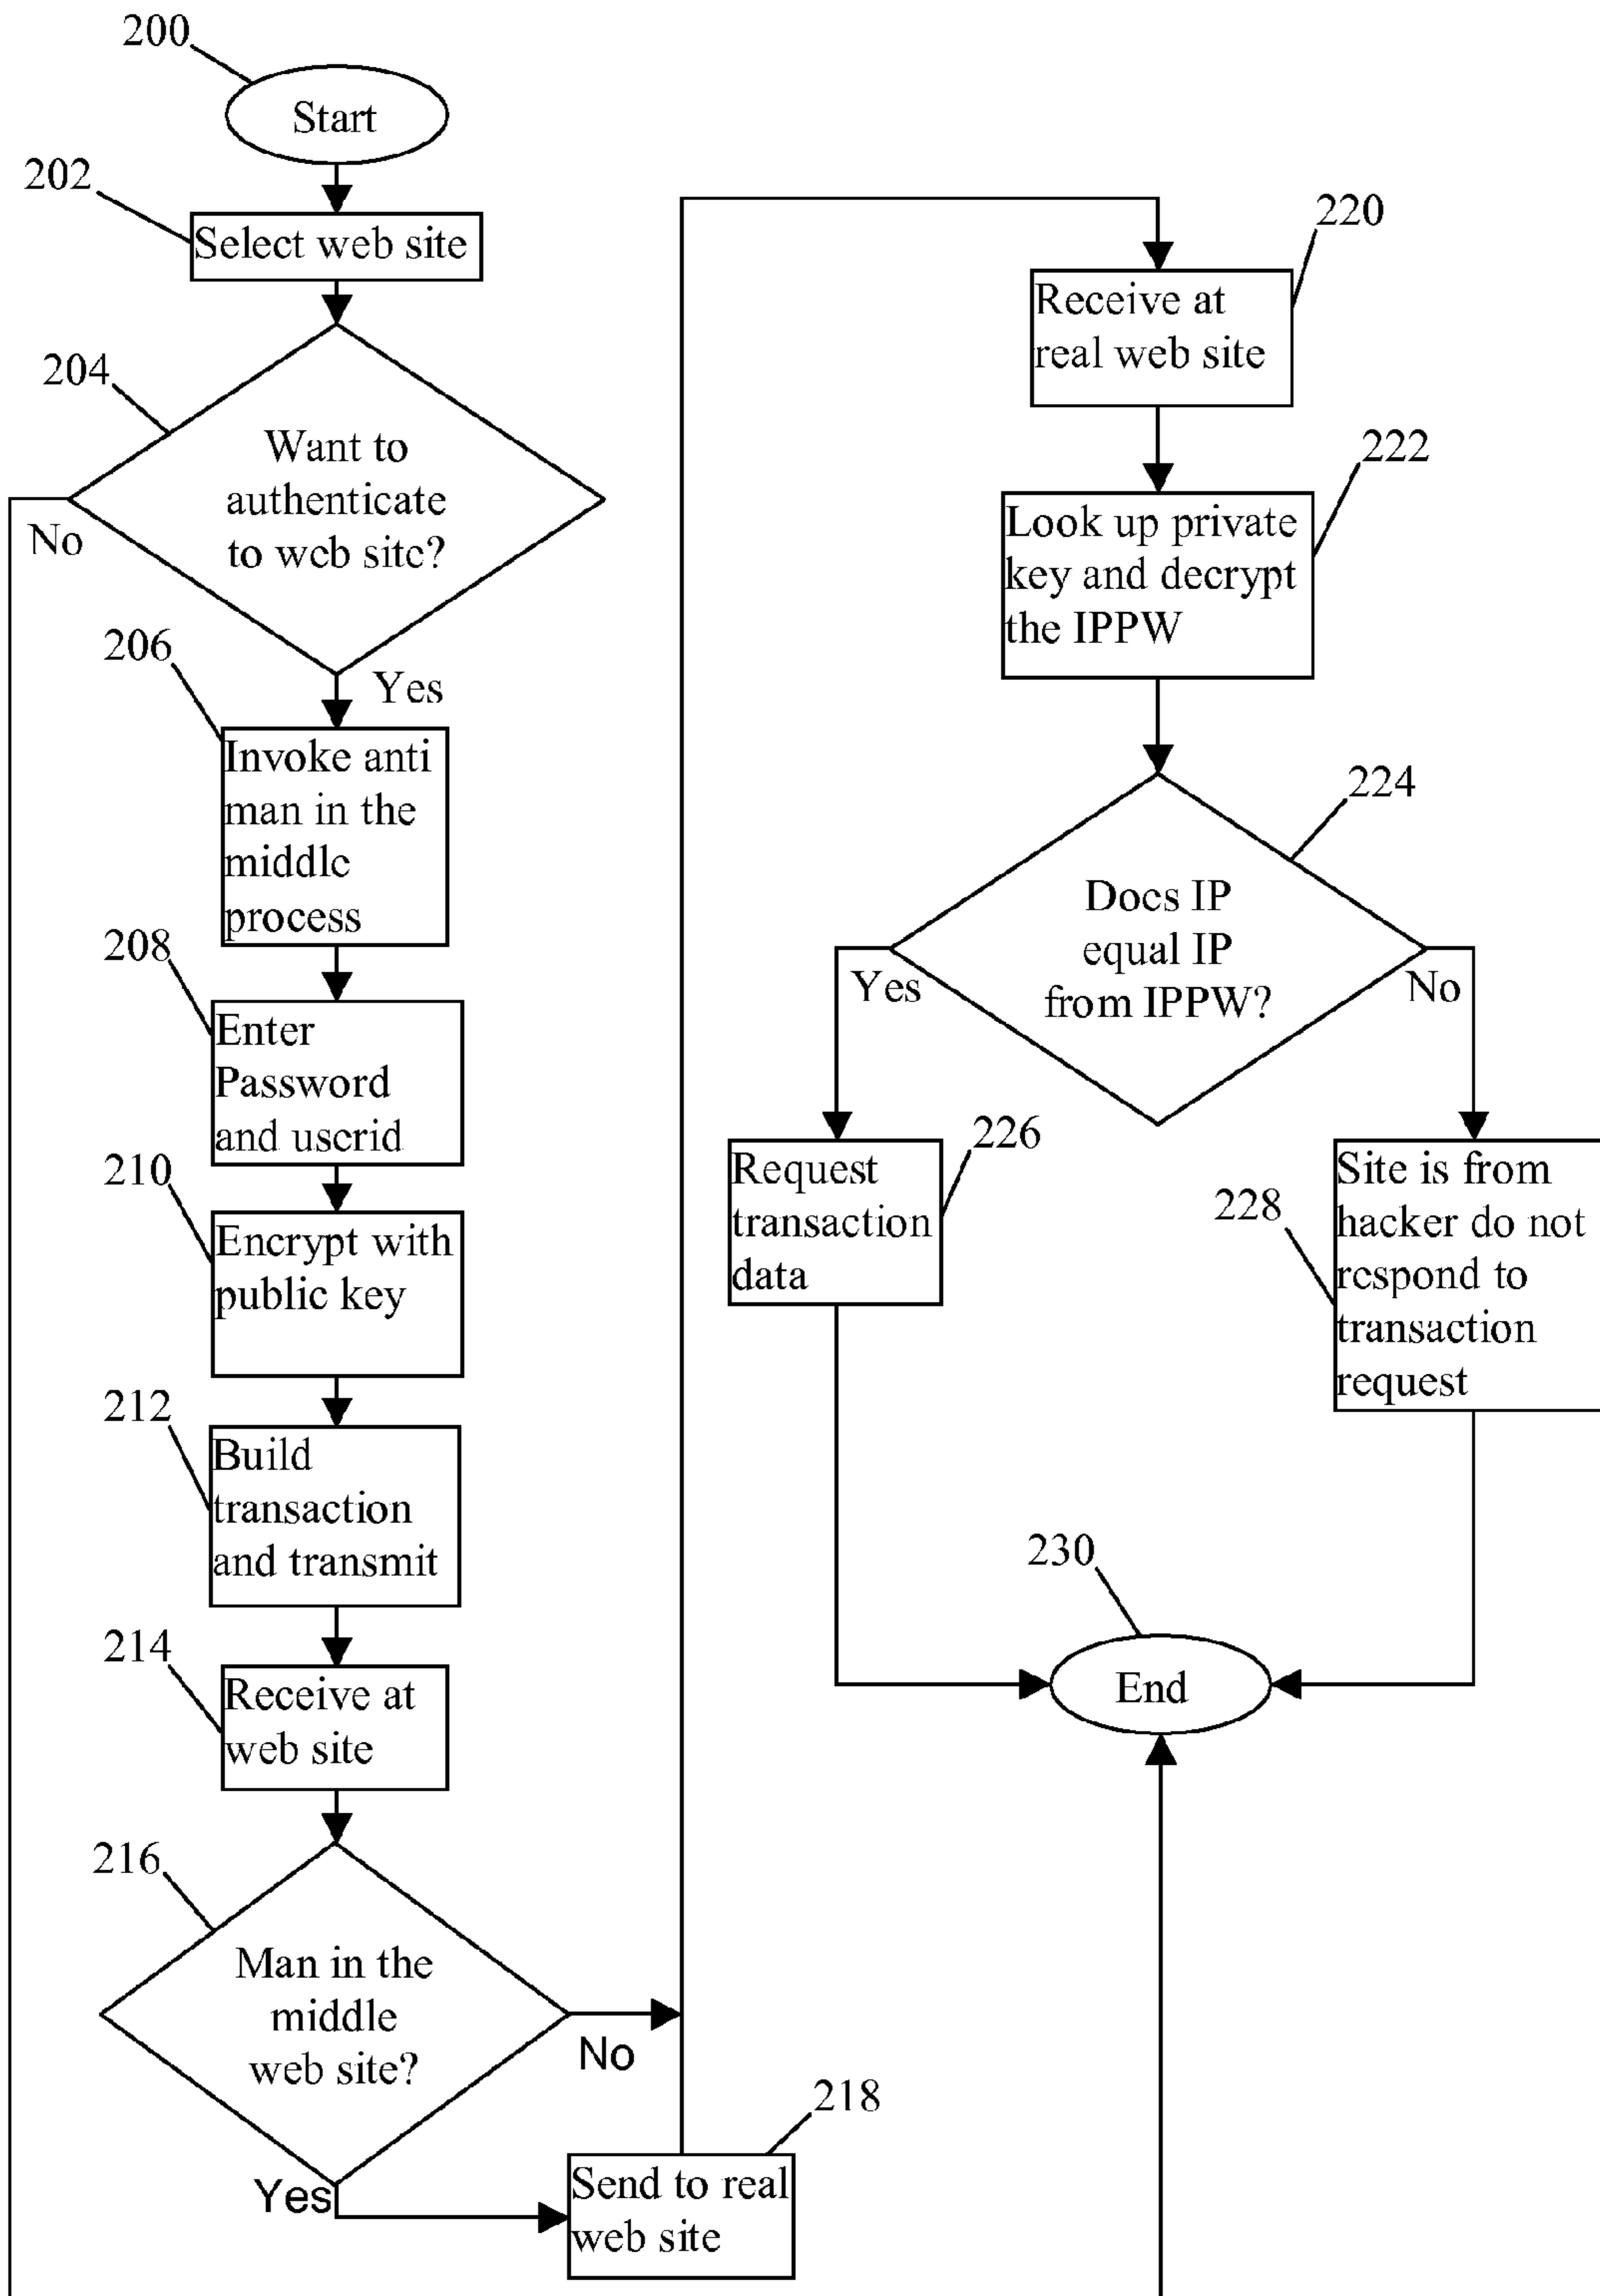 200
Start
202
Select web site
204
Want to
authenticate
to web site?
No
Yes
206
Invoke anti
man in the
middle
process
208
Enter
Password
and userid
210
Encrypt with
public key
212
Build
transaction
and transmit
214
Receive at
web site
216
Man in the
middle
web site?
No
Yes
218
Send to real
web site
220
Receive at
real web site
222
Look up private
key and decrypt
the IPPW
224
Does IP
equal IP
from IPPW?
Yes
No
226
Request
transaction
data
228
Site is from
hacker do not
respond to
transaction
request
230
End